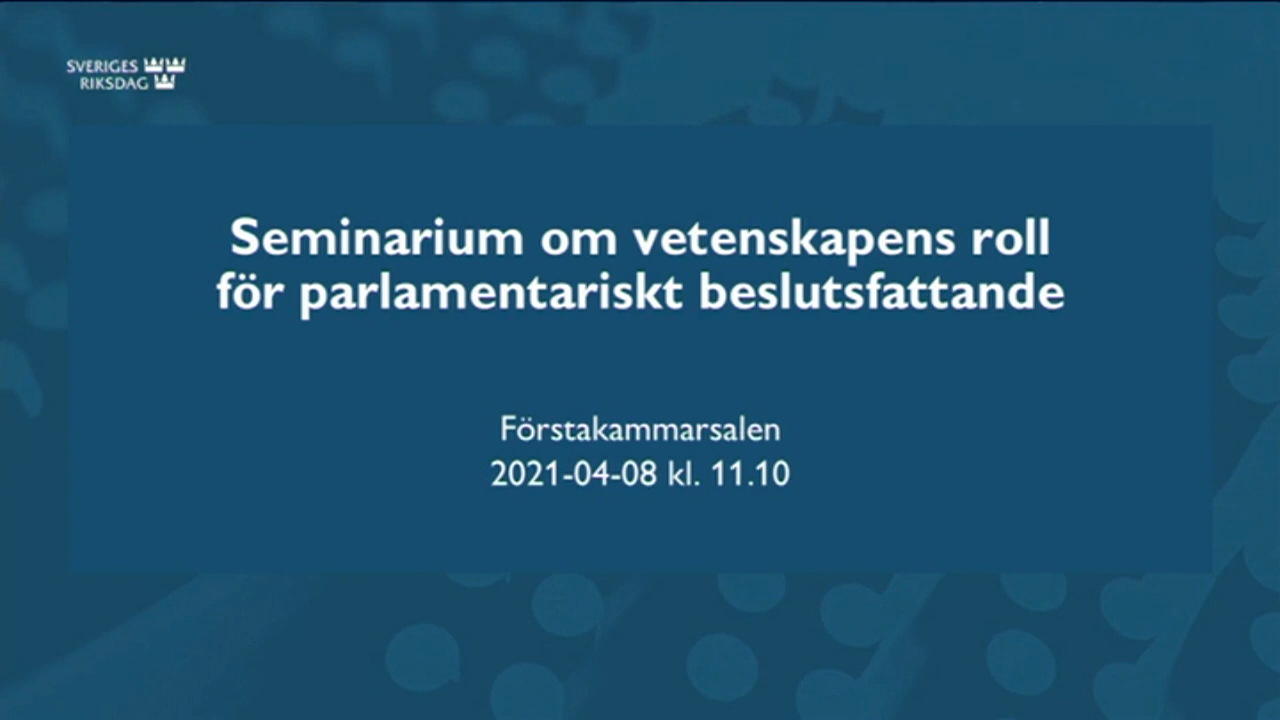 SVERIGES
RIKSDAG
Seminarium om vetenskapens roll
för parlamentariskt beslutsfattande
Förstakammarsalen
2021-04-08 kl. 11.10